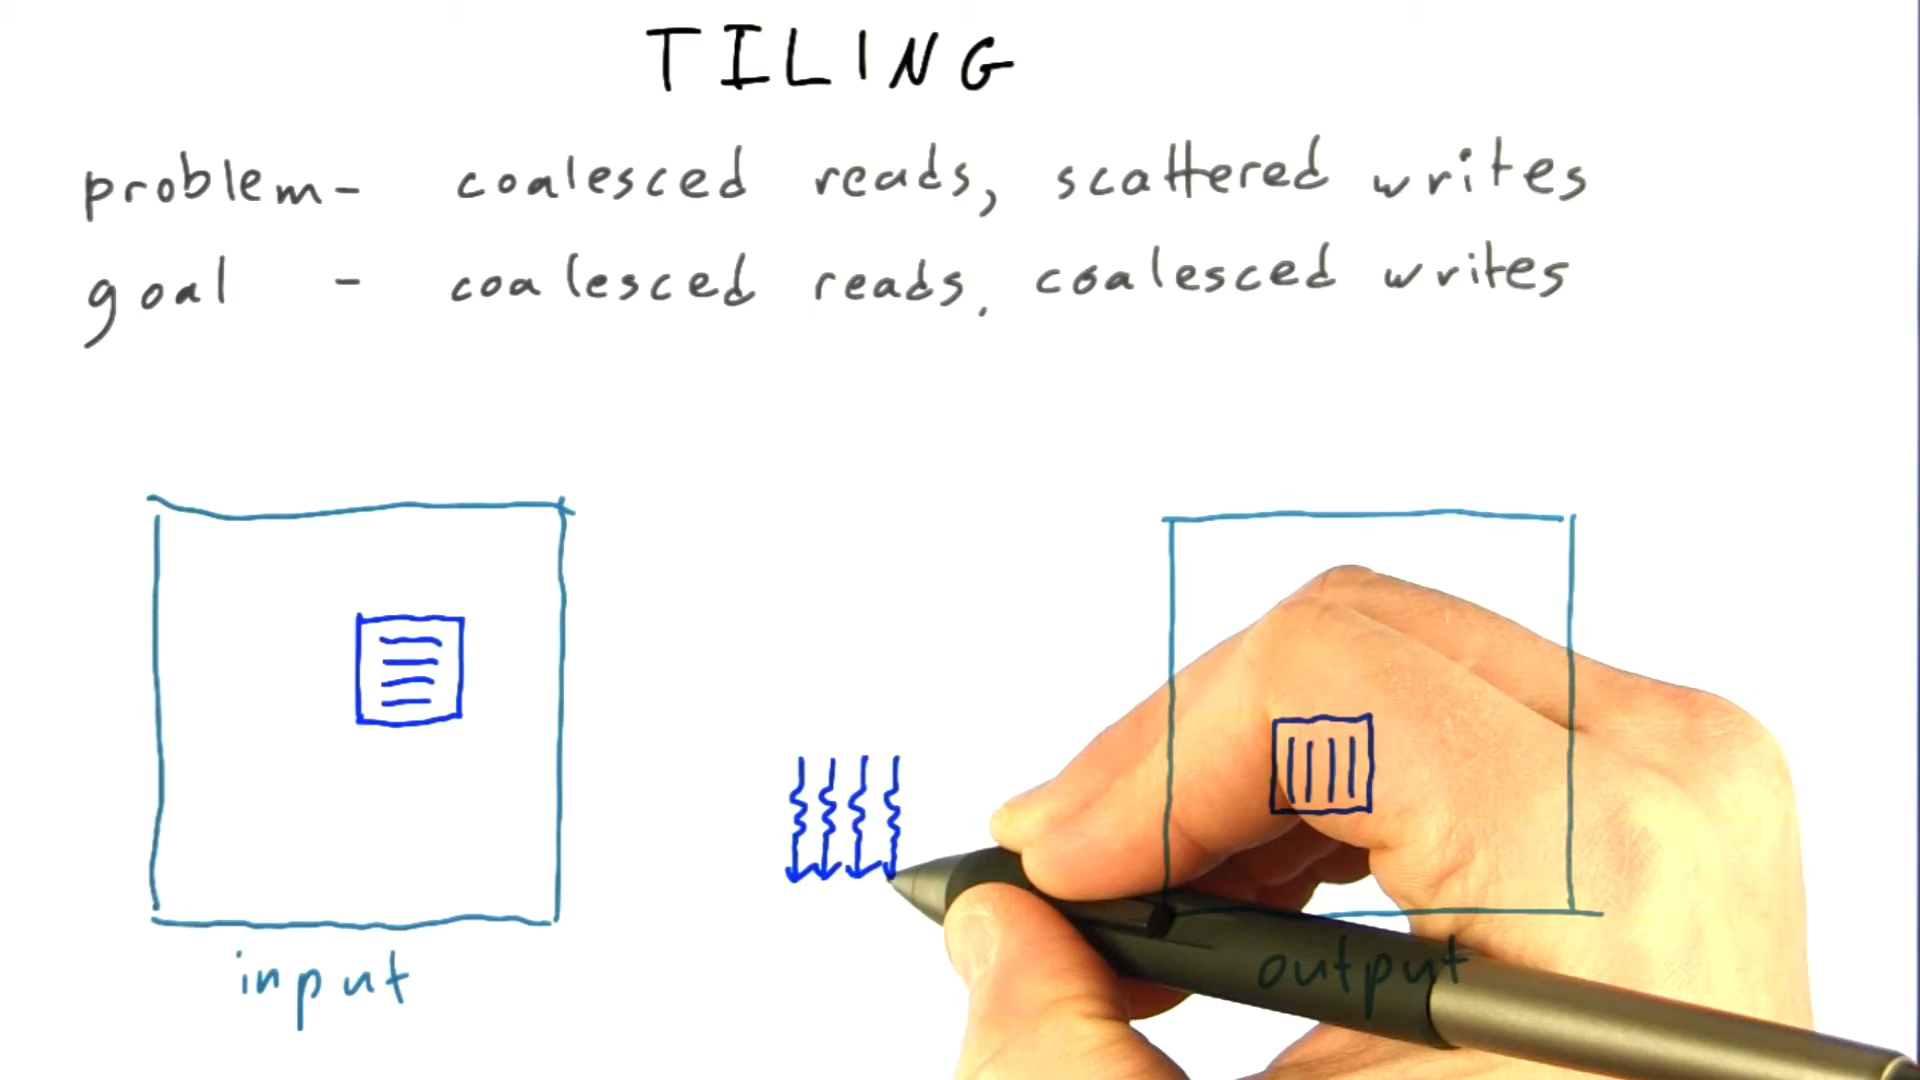 TILING
problem - coalesced reads, scattered writes
goal - coalesced reads, coalesced writes
input
output